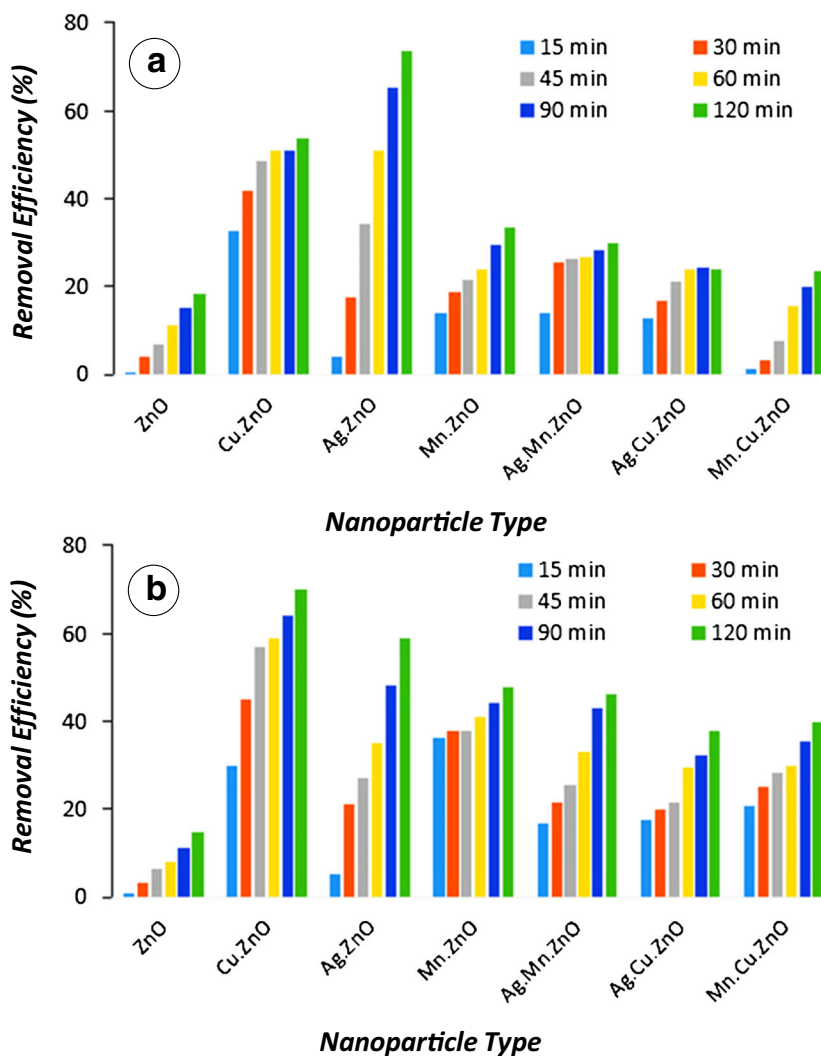 a
80
60
40
20
0
Removal Efficiency (%)
15 min 30 min
45 min 60 min
90 min 120 min
ZnO
Cu.ZnO
Ag.ZnO
Mn.ZnO
Ag.Mn.ZnO
Ag.Cu.ZnO
Mn.Cu.ZnO
Nanoparticle Type
b
80
60
40
20
0
Removal Efficiency (%)
15 min 30 min
45 min 60 min
90 min 120 min
ZnO
Cu.ZnO
Ag.ZnO
Mn.ZnO
Ag.Mn.ZnO
Ag.Cu.ZnO
Mn.Cu.ZnO
Nanoparticle Type